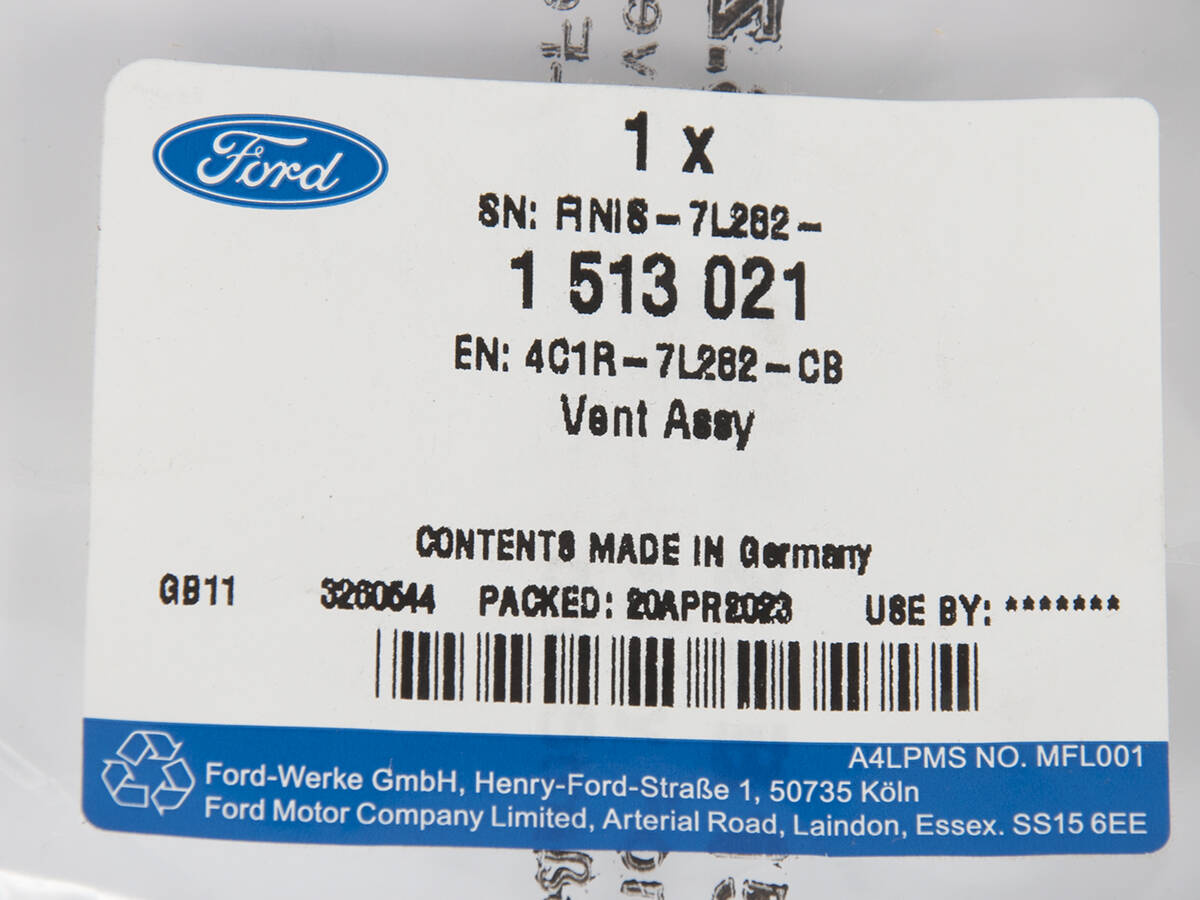 Ford
1 x
SN: FINIS-7L282-
1 513 021
EN: 4C1R-7L282-CB
Vent Assy
CONTENTS MADE IN Germany
GB11 3260544 PACKED: 20APR2023 USE BY: *******
A4LPMS NO. MFL001
Ford-Werke GmbH, Henry-Ford-Straße 1, 50735 Köln
Ford Motor Company Limited, Arterial Road, Laindon, Essex. SS15 6EE